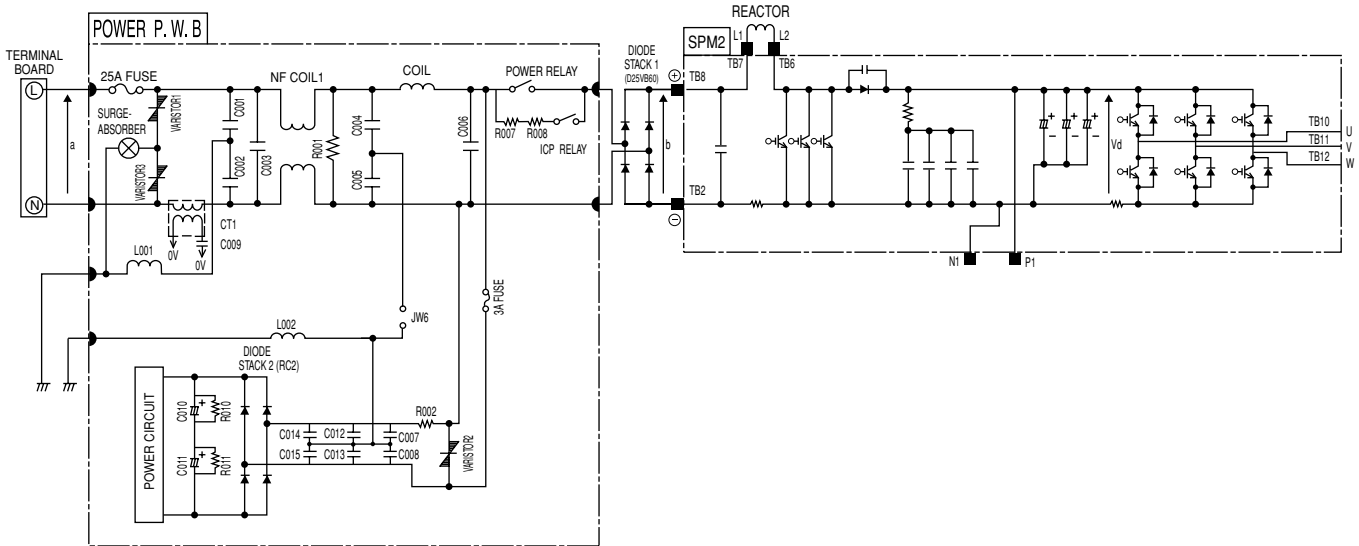 POWER P. W. B
REACTOR
SPM2
L1
L2
TERMINAL
BOARD
DIODE
STACK 1
(D25VB60)
+
TB8
TB7
TB6
25A FUSE
NF COIL1
COIL
POWER RELAY
L
SURGE-
ABSORBER
VARISTOR1
C001
C004
C006
R007
R008
ICP RELAY
a
R001
b
Vd
TB10
U
TB11
V
TB12
W
VARISTOR3
C002
C003
C005
N
TB2
−
CT1
C009
0V
0V
L001
N1
P1
3A FUSE
JW6
L002
DIODE
STACK 2 (RC2)
POWER CIRCUIT
C010
+
R010
C011
+
R011
R002
C014
C012
C007
C015
C013
C008
VARISTOR2